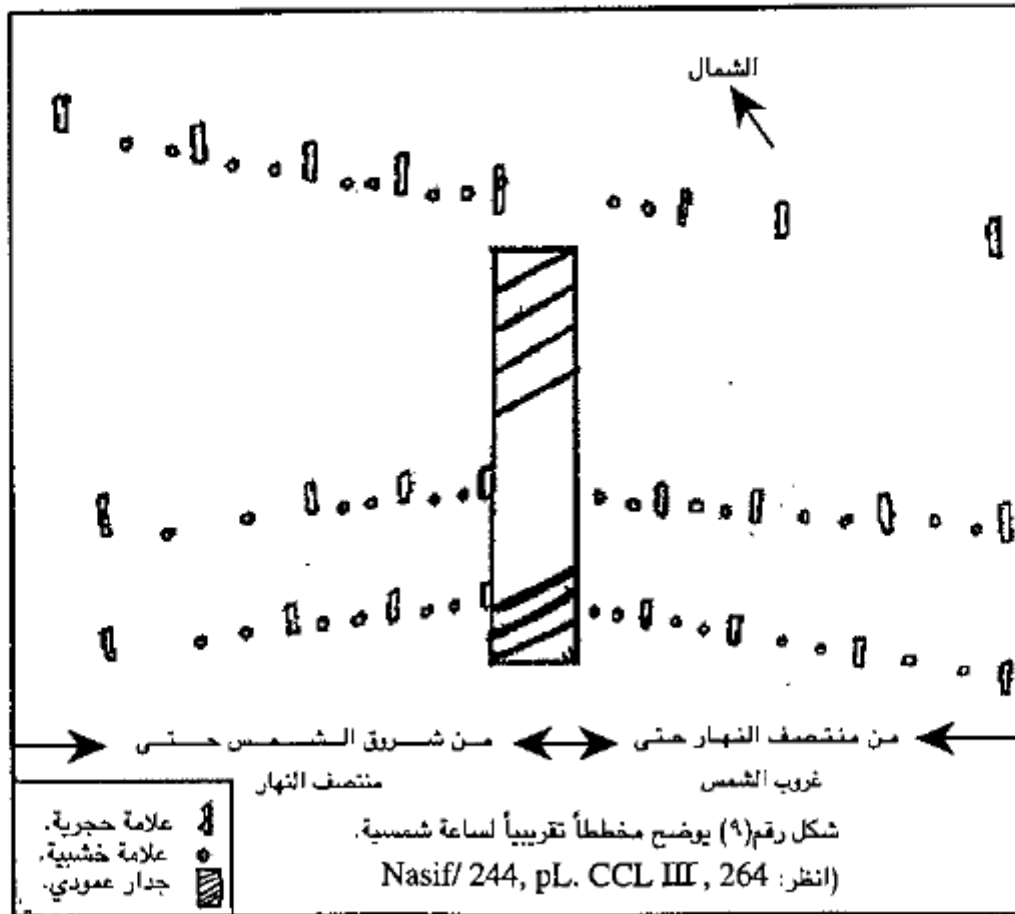 الشمال
من منتصف النهار حتى
غروب الشمس
من شروق الشمس حتى
منتصف النهار
علامة حجرية.
علامة خشبية.
جدار عمودي.
شكل رقم(٩) يوضح مخططاً تقريبياً لساعة شمسية.
(انظر: Nasif/ 244, pL. CCL III, 264)